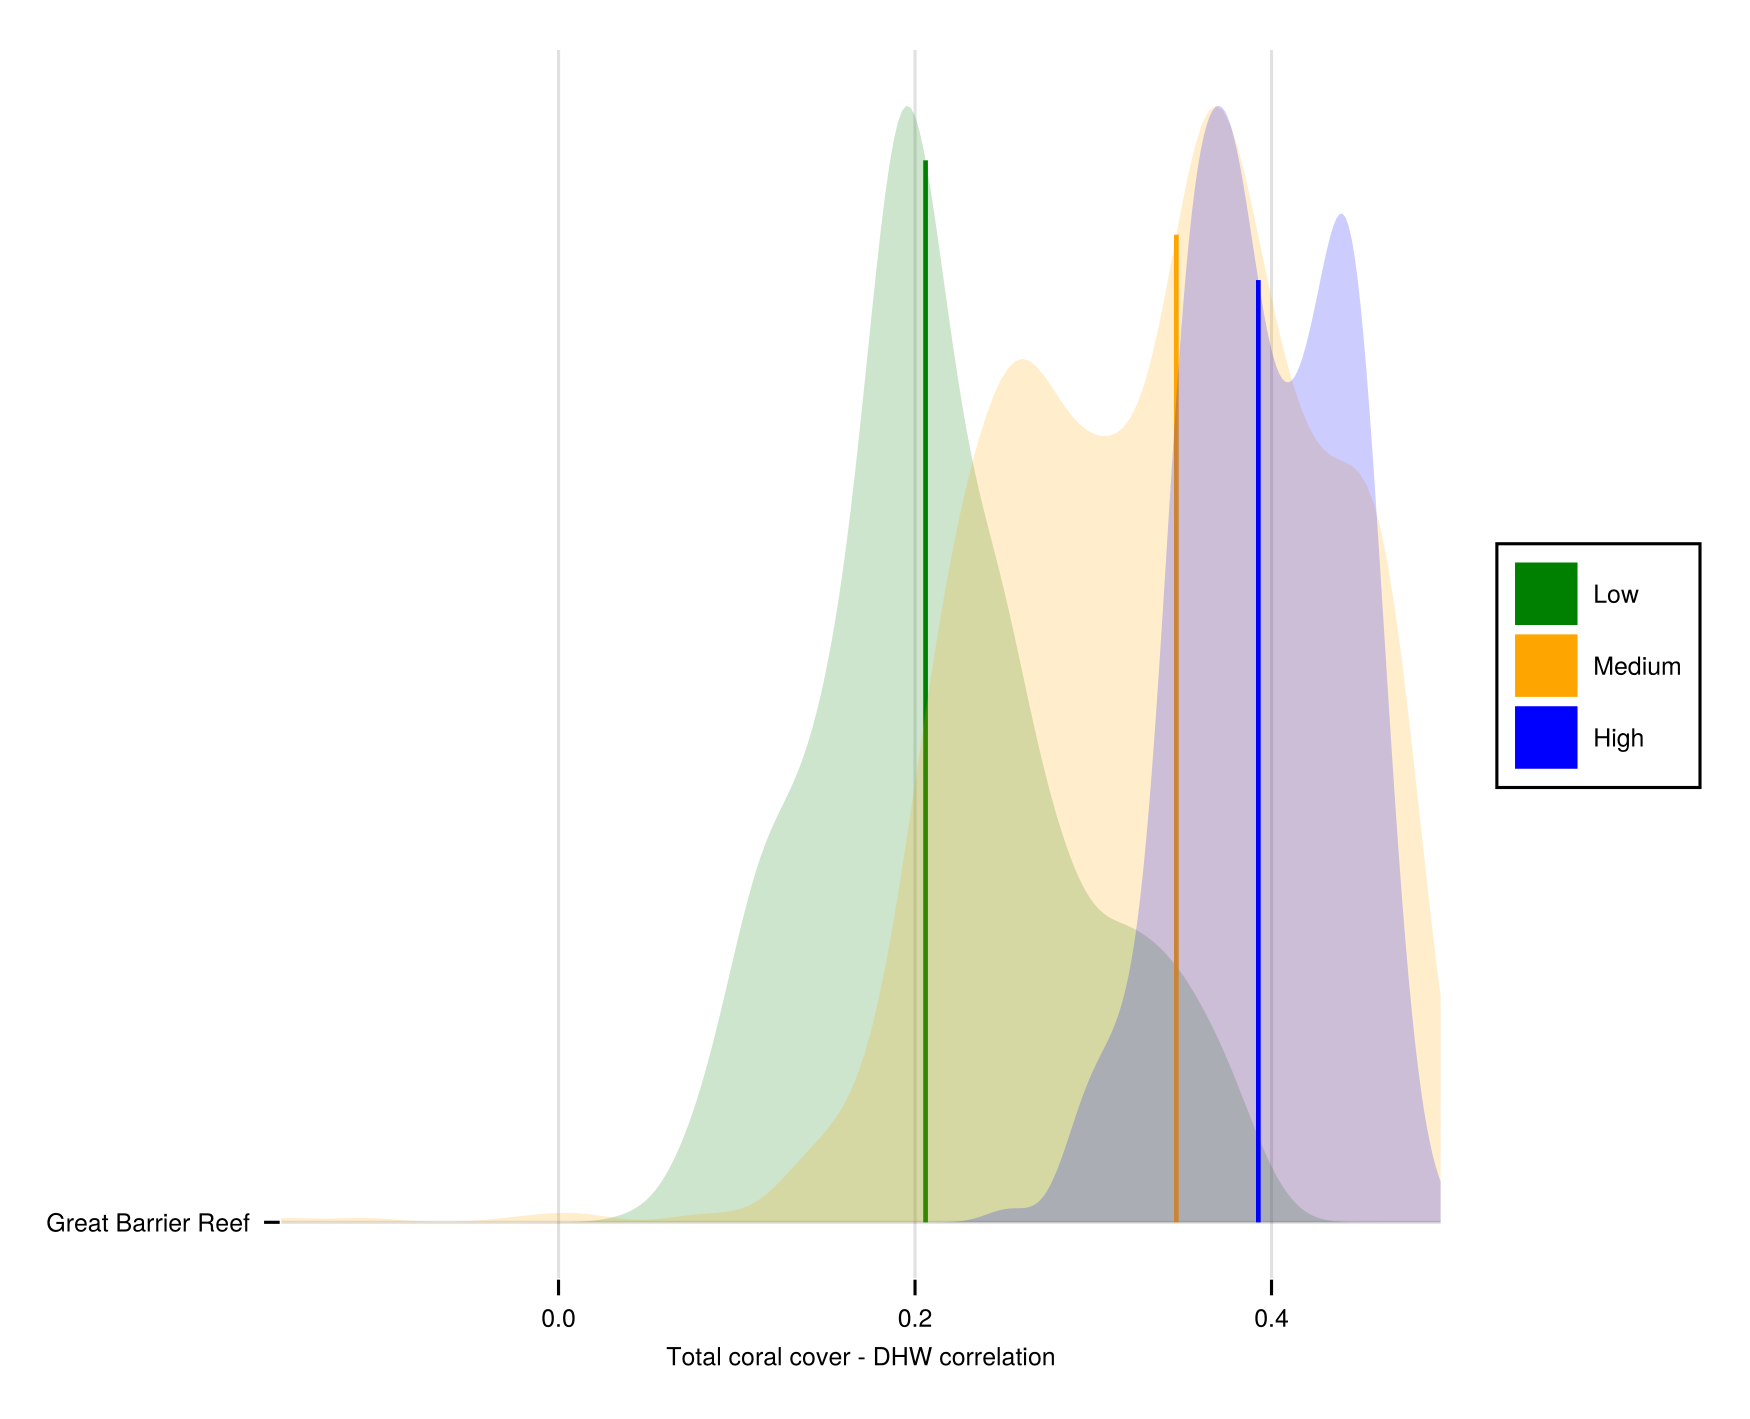 Low
Medium
High
Great Barrier Reef
0.0 0.2 0.4
Total coral cover - DHW correlation